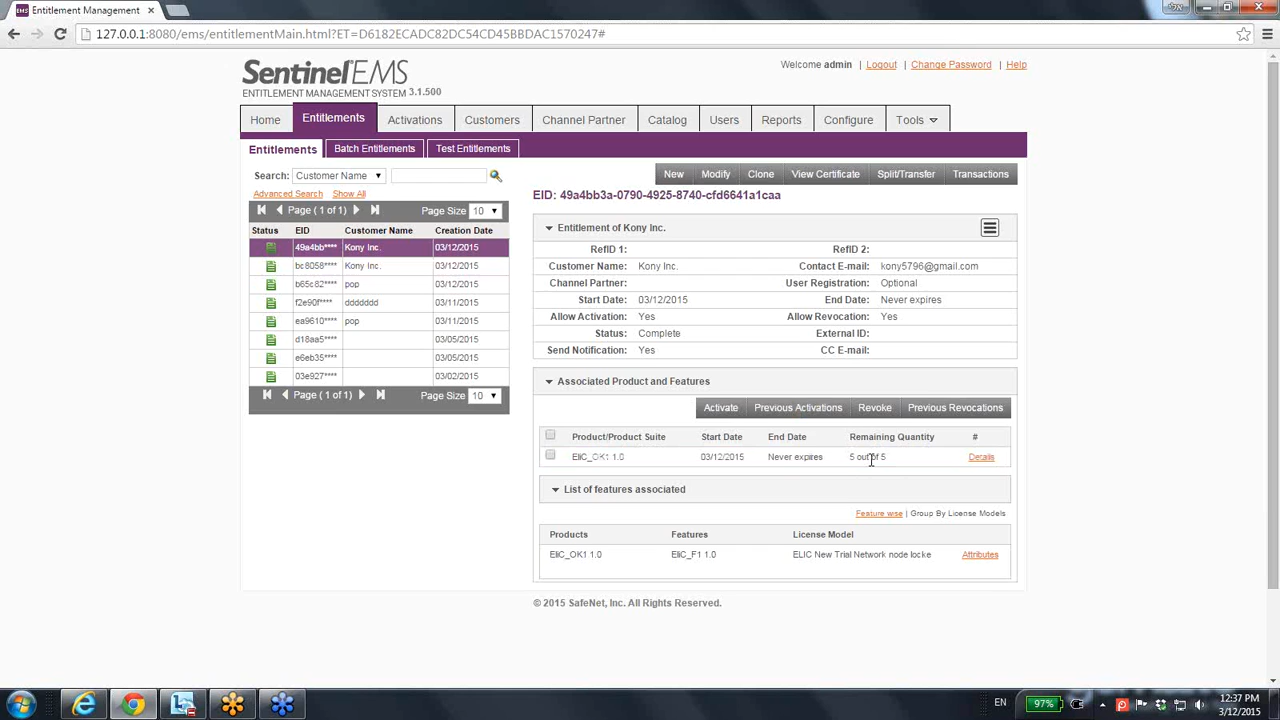 EMS Entitlement Management
127.0.0.1:8080/ems/entitlementMain.html?ET=D6182ECADC82DC54CD45BBDAC1570247#
Sentinel EMS
ENTITLEMENT MANAGEMENT SYSTEM 3.1.500
Welcome admin | Logout | Change Password | Help
Home Entitlements Activations Customers Channel Partner Catalog Users Reports Configure Tools
Entitlements Batch Entitlements Test Entitlements
Search: Customer Name
Advanced Search Show All
Page ( 1 of 1 ) Page Size 10
Status EID Customer Name Creation Date
49a4bb**** Kony Inc. 03/12/2015
bc8058**** Kony Inc. 03/12/2015
b65c82**** pop 03/12/2015
f2e90f**** ddddddd 03/11/2015
ea9610**** pop 03/11/2015
d18aa5**** 03/05/2015
e6eb35**** 03/05/2015
03e927**** 03/02/2015
Page ( 1 of 1 ) Page Size 10
New Modify Clone View Certificate Split/Transfer Transactions
EID: 49a4bb3a-0790-4925-8740-cfd6641a1caa
Entitlement of Kony Inc.
RefID 1: RefID 2:
Customer Name: Kony Inc. Contact E-mail: kony5796@gmail.com
Channel Partner: User Registration: Optional
Start Date: 03/12/2015 End Date: Never expires
Allow Activation: Yes Allow Revocation: Yes
Status: Complete External ID:
Send Notification: Yes CC E-mail:
Associated Product and Features
Activate Previous Activations Revoke Previous Revocations
Product/Product Suite Start Date End Date Remaining Quantity #
EliC_OK1 1.0 03/12/2015 Never expires 5 out of 5 Details
List of features associated
Feature wise | Group By License Models
Products Features License Model
EliC_OK1 1.0 EliC_F1 1.0 ELIC New Trial Network node locke Attributes
© 2015 SafeNet, Inc. All Rights Reserved.
EN 97% 12:37 PM
3/12/2015